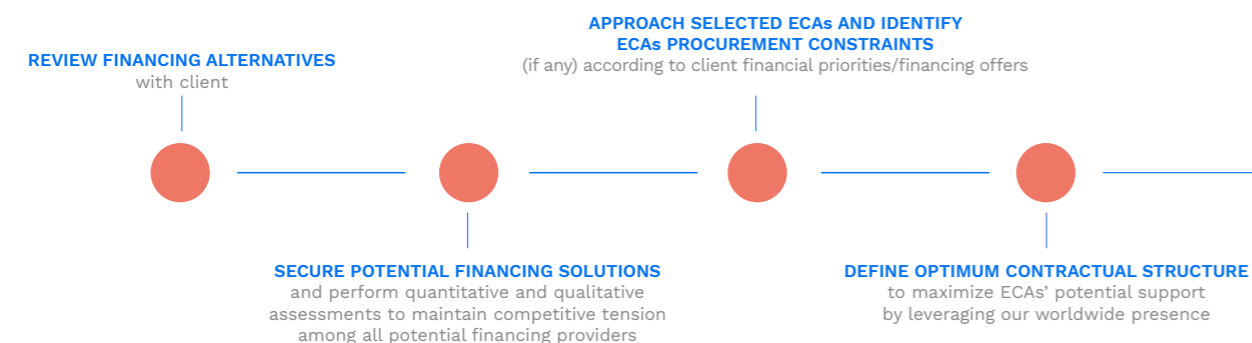 REVIEW FINANCING ALTERNATIVES
with client
SECURE POTENTIAL FINANCING SOLUTIONS
and perform quantitative and qualitative
assessments to maintain competitive tension
among all potential financing providers
APPROACH SELECTED ECAs AND IDENTIFY
ECAs PROCUREMENT CONSTRAINTS
(if any) according to client financial priorities/financing offers
DEFINE OPTIMUM CONTRACTUAL STRUCTURE
to maximize ECAs’ potential support
by leveraging our worldwide presence